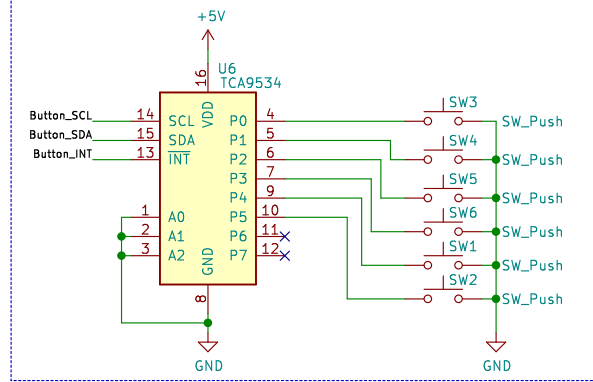 +5V
16
U6
TCA9534
VDD
Button_SCL 14 SCL P0 4 SW3 SW_Push
Button_SDA 15 SDA P1 5 SW4 SW_Push
Button_INT 13 INT P2 6 SW5 SW_Push
P3 7 SW6 SW_Push
P4 9 SW1 SW_Push
1 A0 P5 10 SW2 SW_Push
2 A1 P6 11
3 A2 P7 12
GND
8
GND
GND